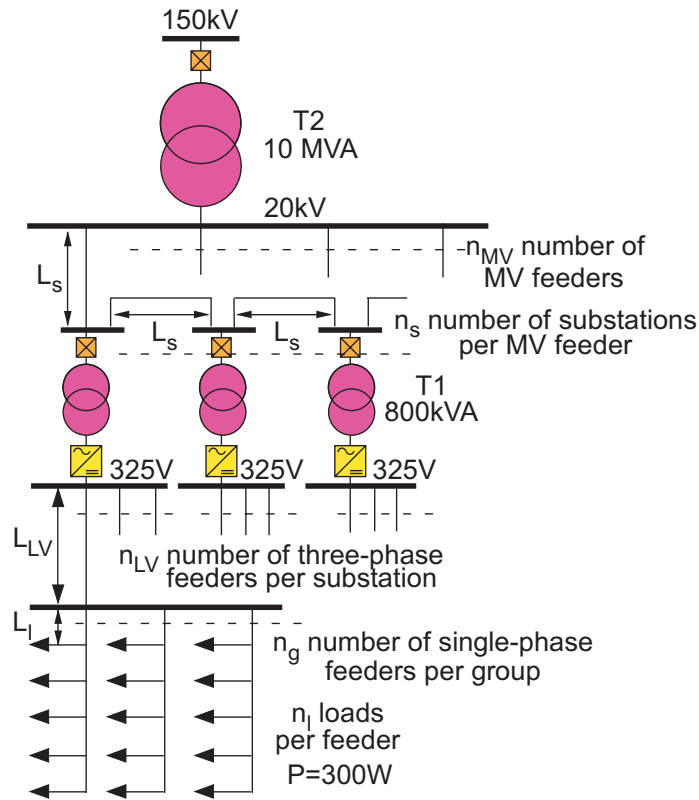 150kV
T2
10 MVA
20kV
n_MV number of
MV feeders
L_s
L_s
L_s
n_s number of substations
per MV feeder
T1
800kVA
325V
325V
325V
L_LV
n_LV number of three-phase
feeders per substation
L_l
n_g number of single-phase
feeders per group
n_l loads
per feeder
P=300W